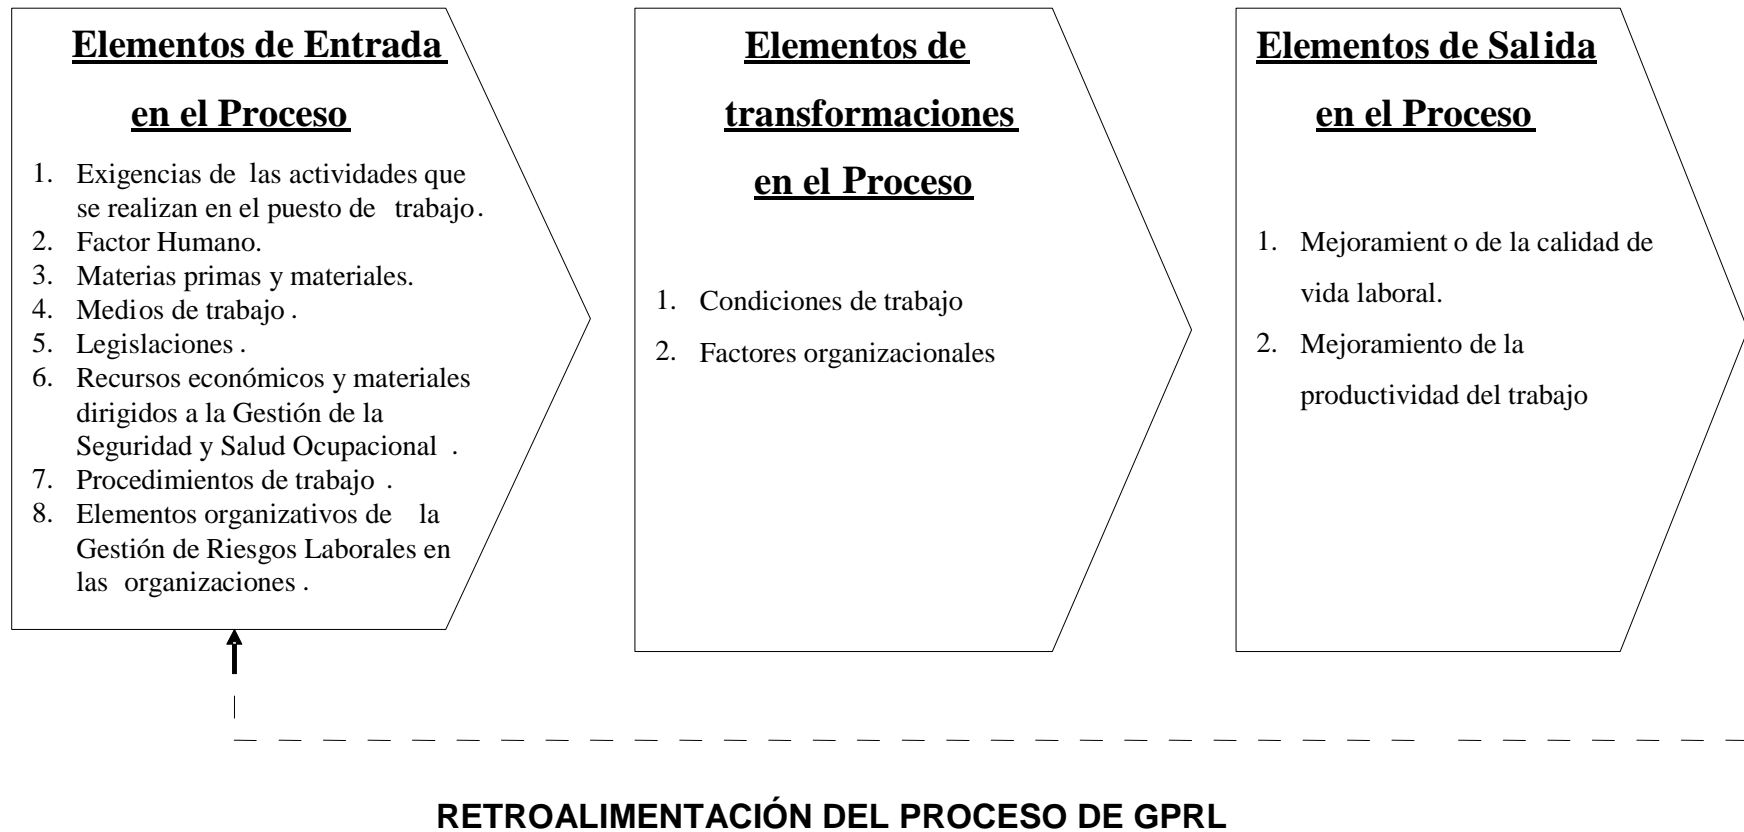 Elementos de Entrada
en el Proceso
1. Exigencias de las actividades que
se realizan en el puesto de trabajo.
2. Factor Humano.
3. Materias primas y materiales.
4. Medios de trabajo .
5. Legislaciones .
6. Recursos económicos y materiales
dirigidos a la Gestión de la
Seguridad y Salud Ocupacional .
7. Procedimientos de trabajo .
8. Elementos organizativos de la
Gestión de Riesgos Laborales en
las organizaciones .
Elementos de
transformaciones
en el Proceso
1. Condiciones de trabajo
2. Factores organizacionales
Elementos de Salida
en el Proceso
1. Mejoramient o de la calidad de
vida laboral.
2. Mejoramiento de la
productividad del trabajo
RETROALIMENTACIÓN DEL PROCESO DE GPRL